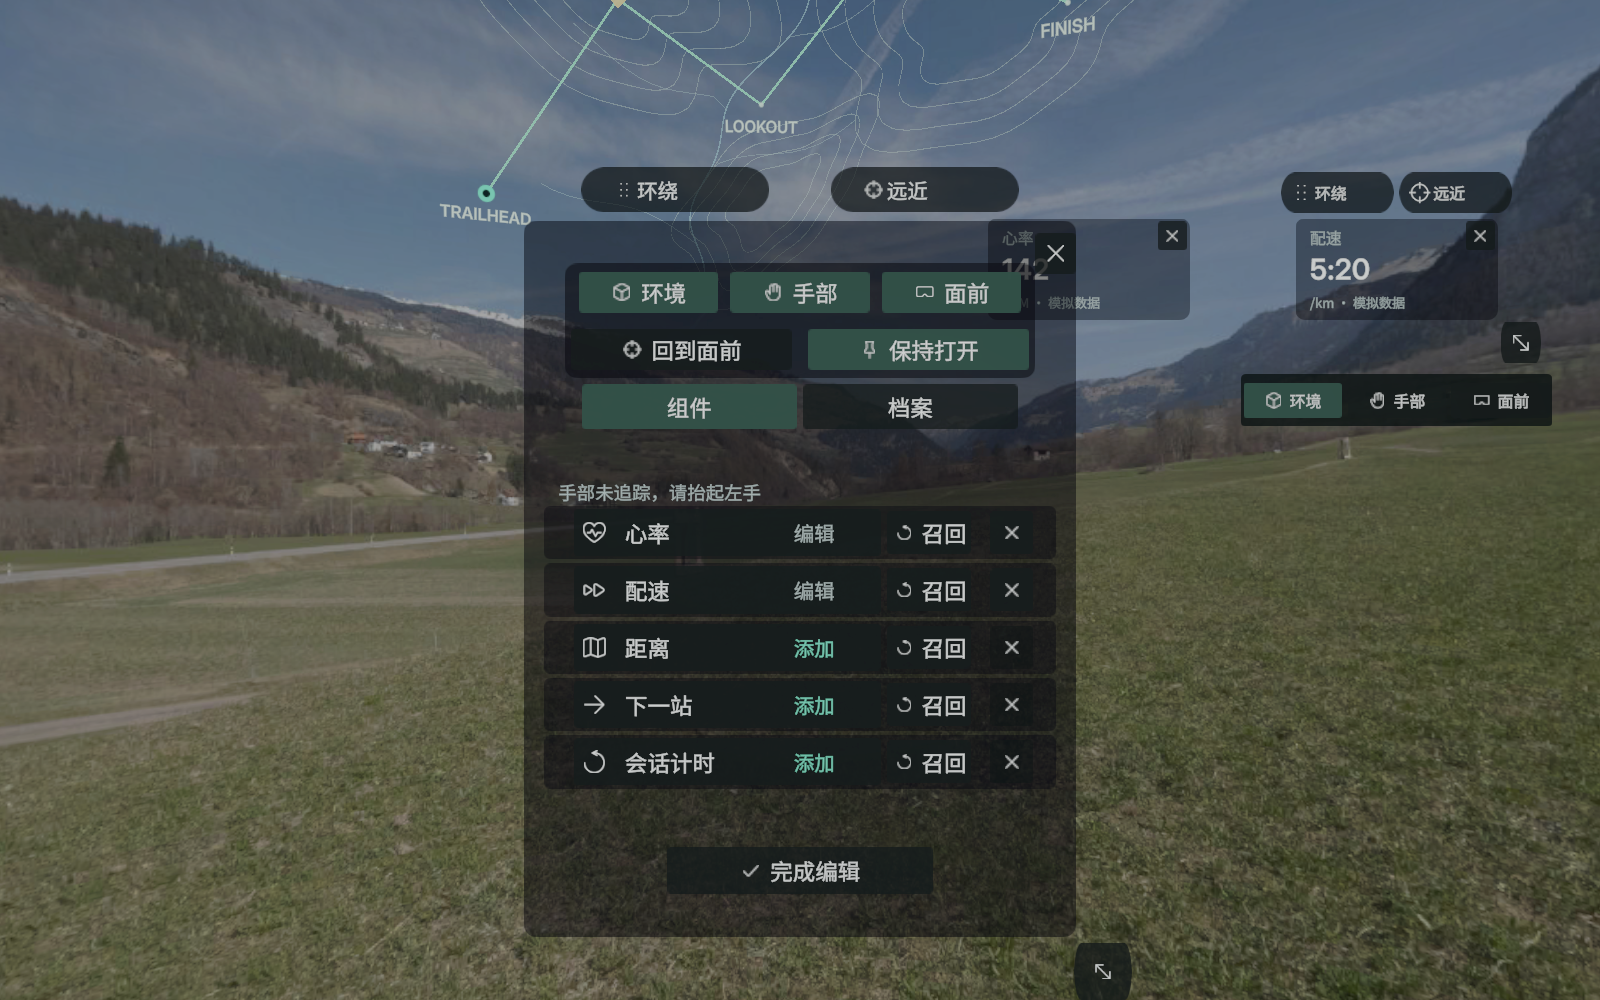 FINISH
LOOKOUT
TRAILHEAD
环绕
远近
环绕
远近
心率
142
模拟数据
配速
5:20
/km • 模拟数据
环境
手部
面前
回到面前
保持打开
组件
档案
环境
手部
面前
手部未追踪，请抬起左手
心率 编辑 召回
配速 编辑 召回
距离 添加 召回
下一站 添加 召回
会话计时 添加 召回
完成编辑